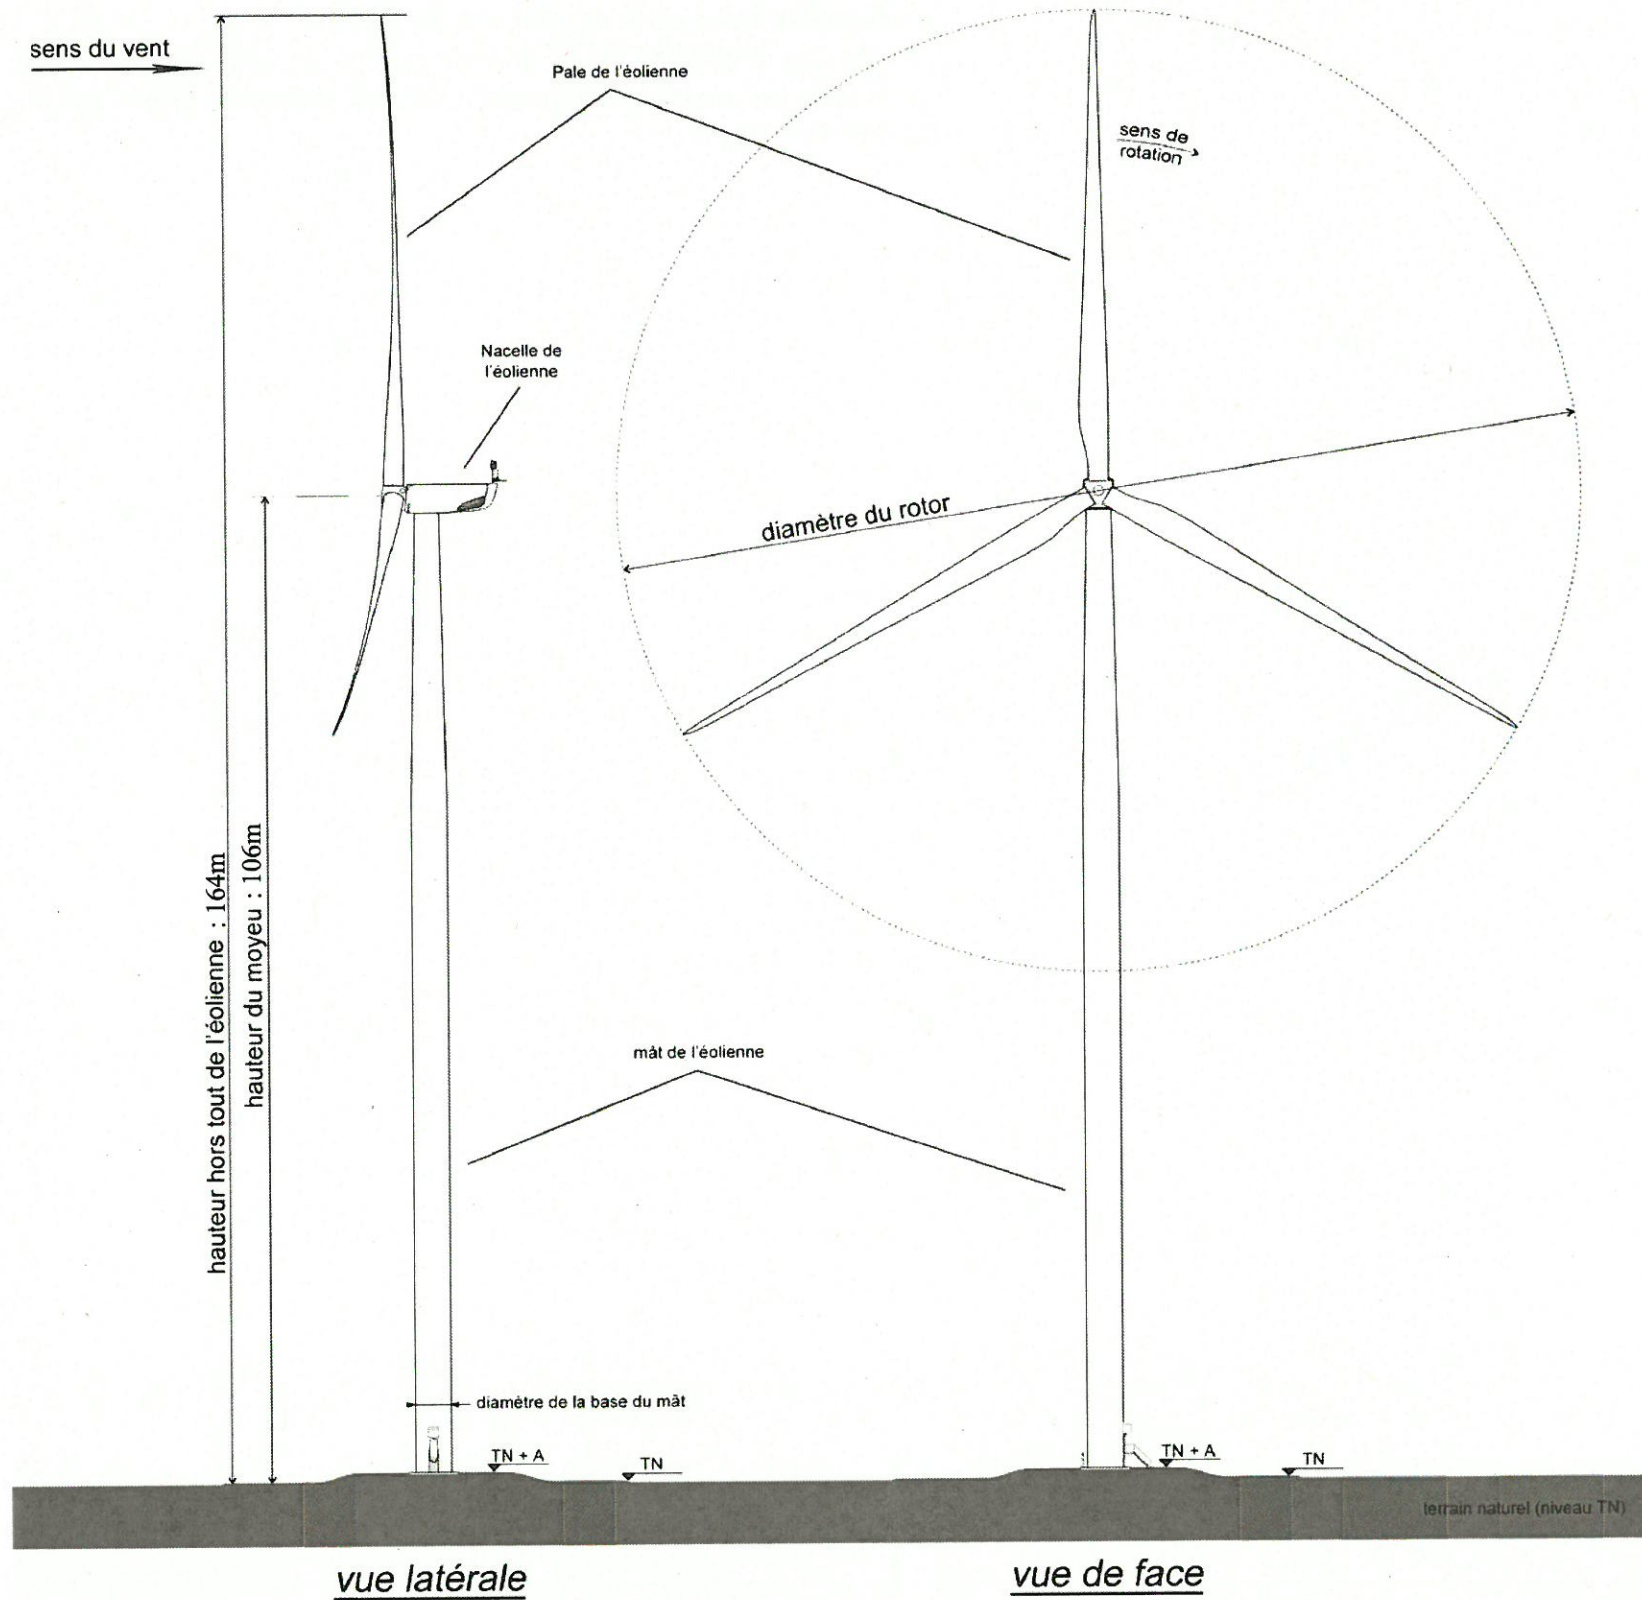 sens du vent
Pale de l'éolienne
sens de
rotation
Nacelle de
l'éolienne
diamètre du rotor
hauteur hors tout de l'éolienne : 164m
hauteur du moyeu : 106m
mât de l'éolienne
diamètre de la base du mât
TN + A
TN
TN + A
TN
terrain naturel (niveau TN)
vue latérale
vue de face